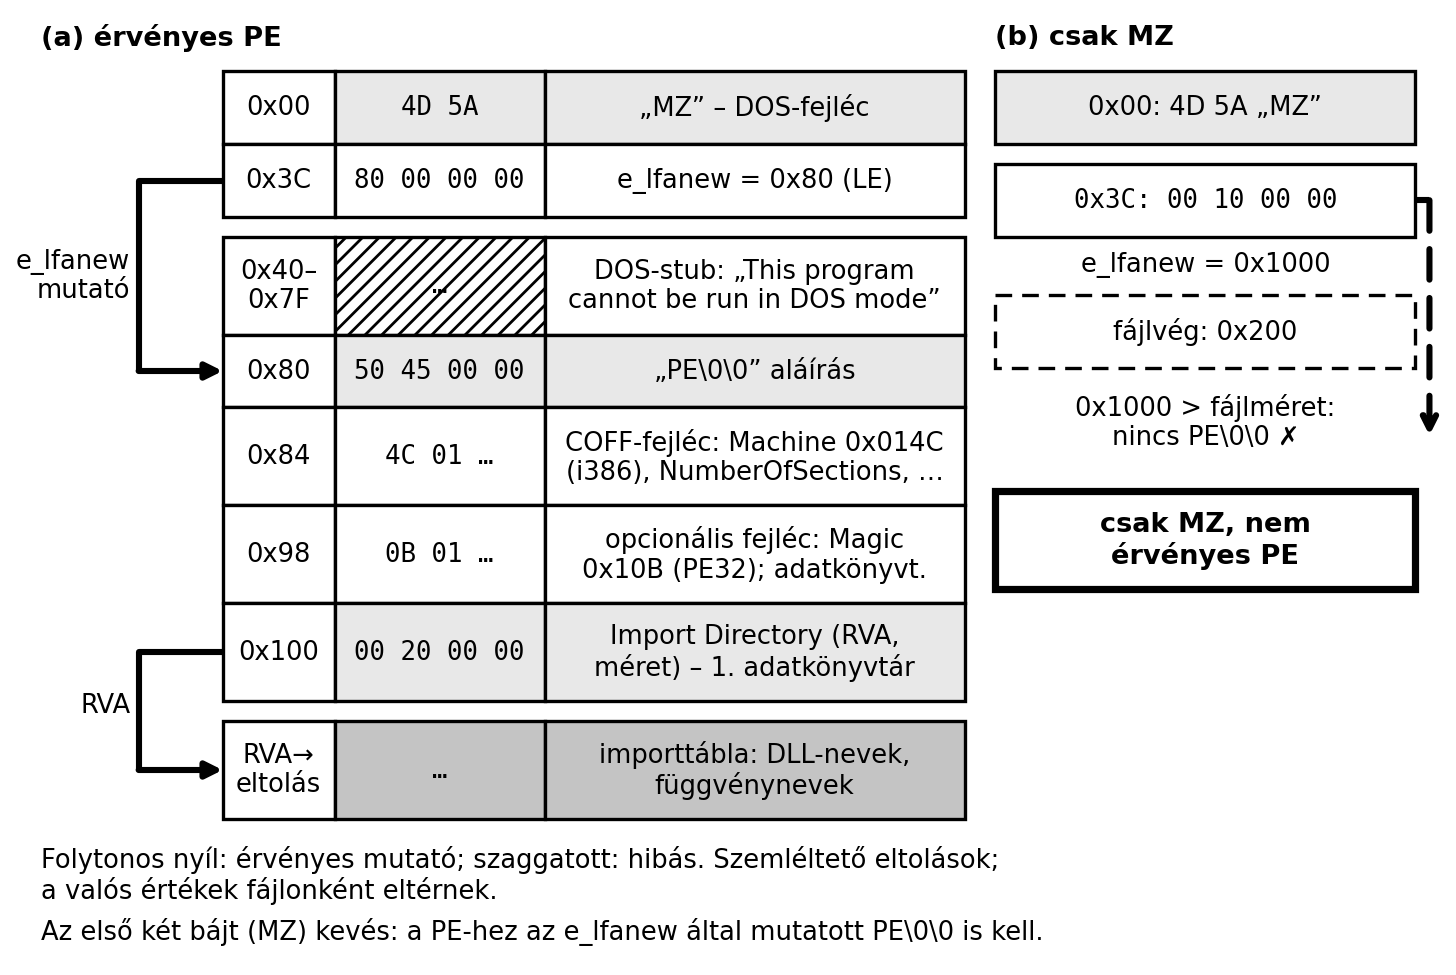 (a) érvényes PE
0x00
4D 5A
„MZ” – DOS-fejléc
0x3C
80 00 00 00
e_lfanew = 0x80 (LE)
e_lfanew
mutató
0x40–
0x7F
…
DOS-stub: „This program
cannot be run in DOS mode”
0x80
50 45 00 00
„PE\0\0” aláírás
0x84
4C 01 …
COFF-fejléc: Machine 0x014C
(i386), NumberOfSections, …
0x98
0B 01 …
opcionális fejléc: Magic
0x10B (PE32); adatkönyvt.
0x100
00 20 00 00
Import Directory (RVA,
méret) – 1. adatkönyvtár
RVA
RVA→
eltolás
…
importtábla: DLL-nevek,
függvénynevek
(b) csak MZ
0x00: 4D 5A „MZ”
0x3C: 00 10 00 00
e_lfanew = 0x1000
fájlvég: 0x200
0x1000 > fájlméret:
nincs PE\0\0 ✗
csak MZ, nem
érvényes PE
Folytonos nyíl: érvényes mutató; szaggatott: hibás. Szemléltető eltolások;
a valós értékek fájlonként eltérnek.
Az első két bájt (MZ) kevés: a PE-hez az e_lfanew által mutatott PE\0\0 is kell.